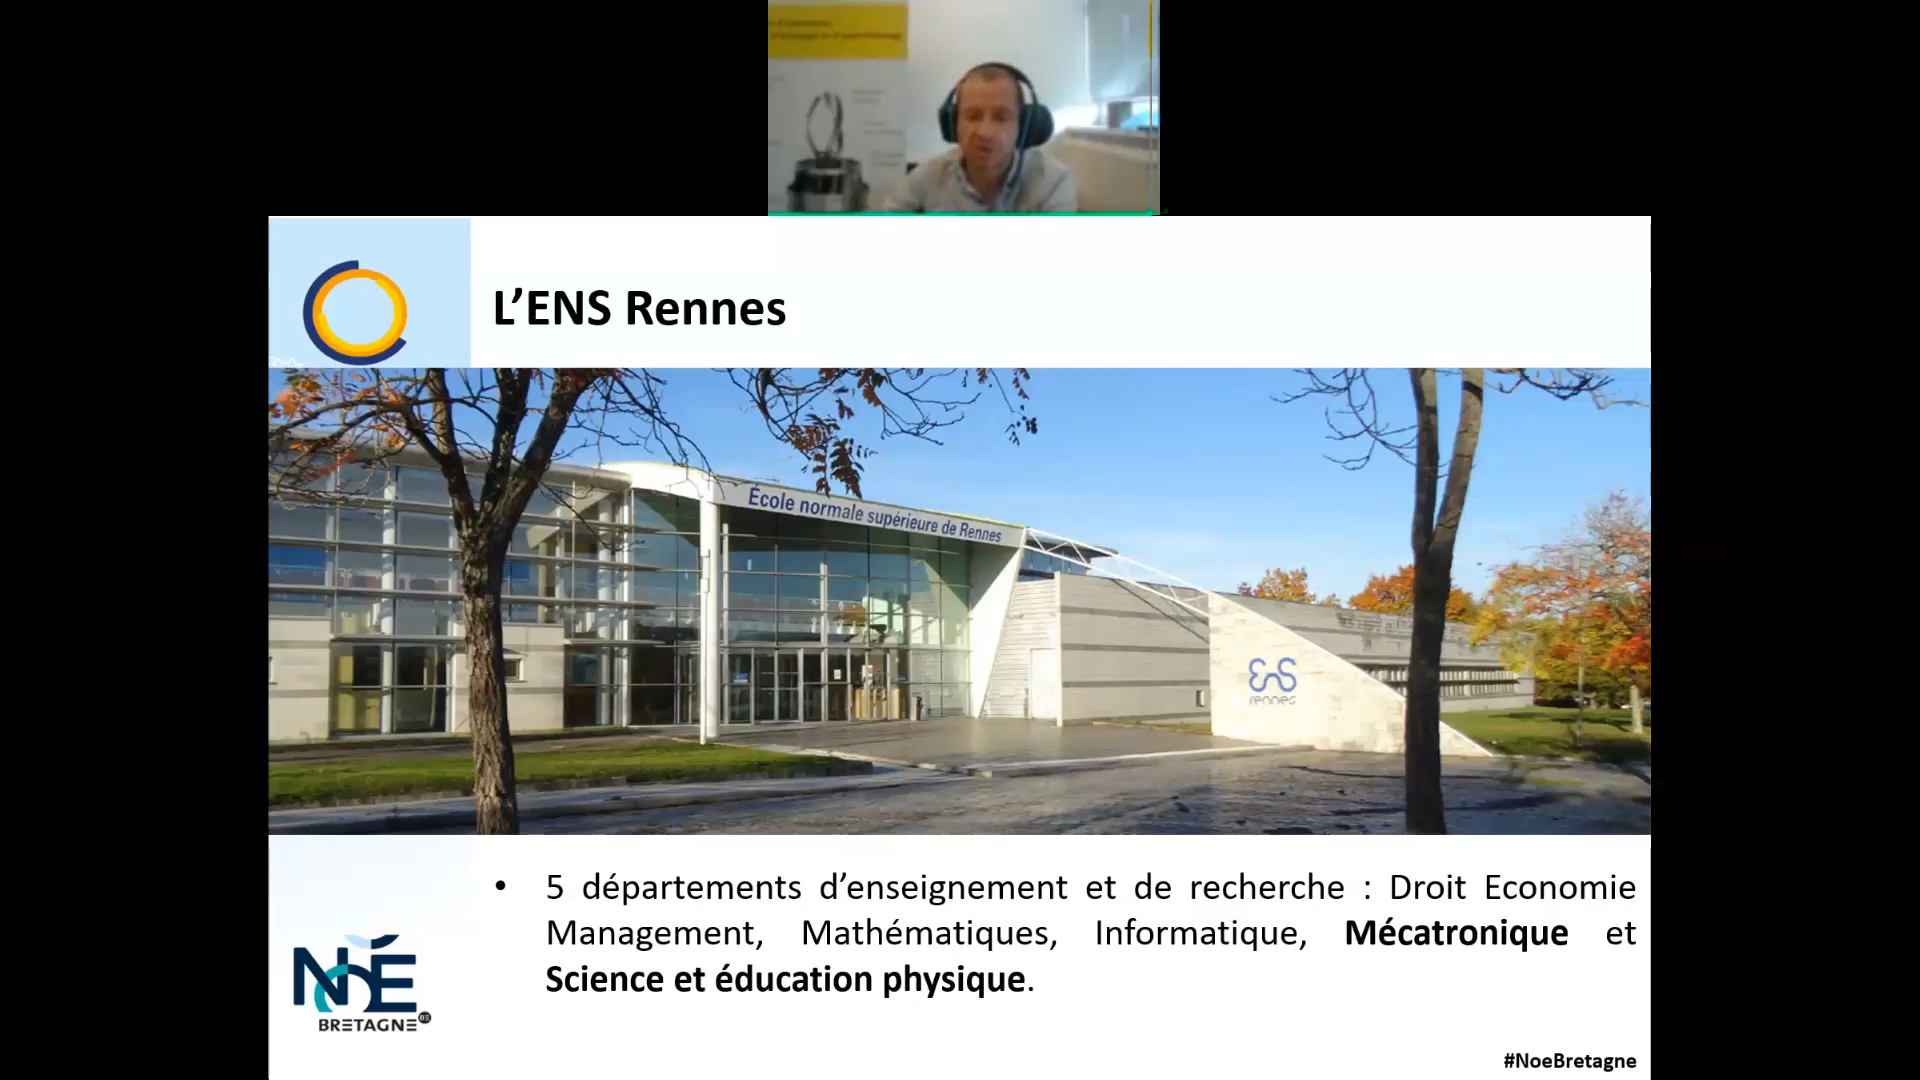 L’ENS Rennes
École normale supérieure de Rennes
ENS
rennes
• 5 départements d’enseignement et de recherche : Droit Economie
Management, Mathématiques, Informatique, Mécatronique et
Science et éducation physique.
NOÉ
BRETAGNE
#NoeBretagne